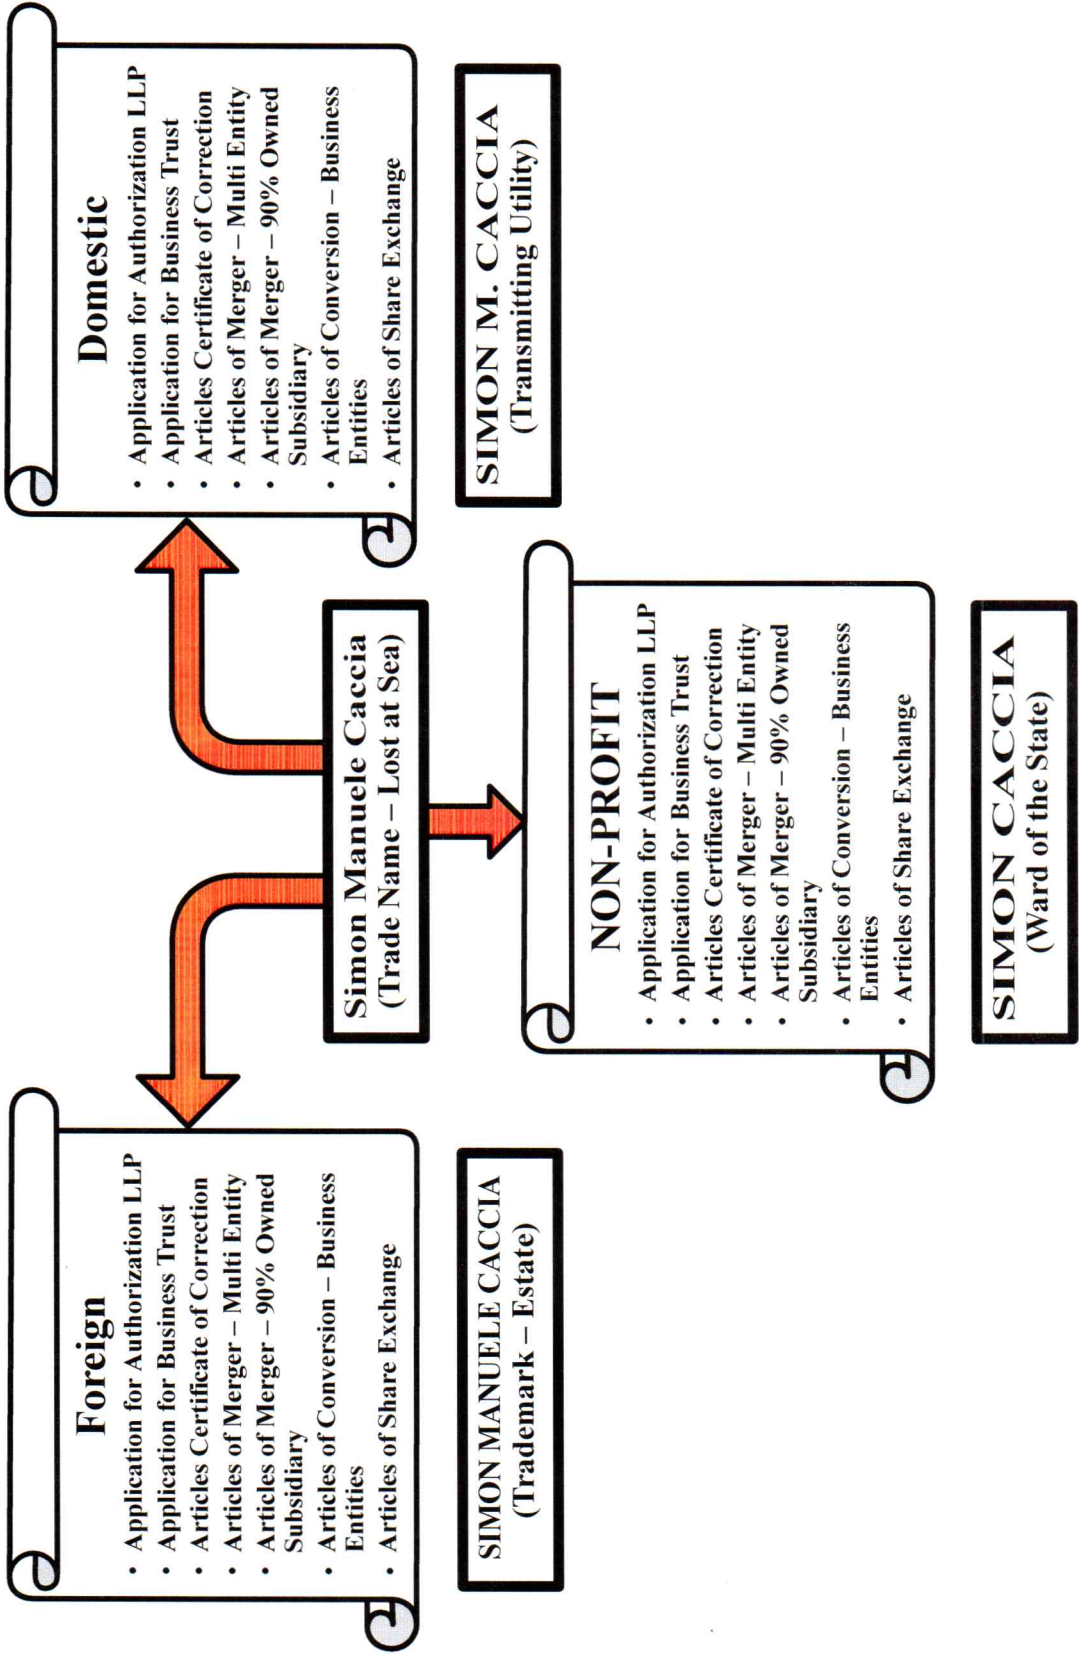 Foreign
• Application for Authorization LLP
• Application for Business Trust
• Articles Certificate of Correction
• Articles of Merger – Multi Entity
• Articles of Merger – 90% Owned
Subsidiary
• Articles of Conversion – Business
Entities
• Articles of Share Exchange
SIMON MANUELE CACCIA
(Trademark – Estate)
Simon Manuele Caccia
(Trade Name – Lost at Sea)
NON-PROFIT
• Application for Authorization LLP
• Application for Business Trust
• Articles Certificate of Correction
• Articles of Merger – Multi Entity
• Articles of Merger – 90% Owned
Subsidiary
• Articles of Conversion – Business
Entities
• Articles of Share Exchange
SIMON CACCIA
(Ward of the State)
Domestic
• Application for Authorization LLP
• Application for Business Trust
• Articles Certificate of Correction
• Articles of Merger – Multi Entity
• Articles of Merger – 90% Owned
Subsidiary
• Articles of Conversion – Business
Entities
• Articles of Share Exchange
SIMON M. CACCIA
(Transmitting Utility)